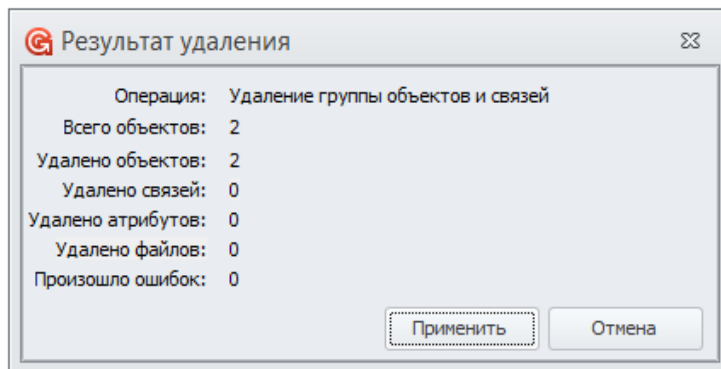 Результат удаления
Операция: Удаление группы объектов и связей
Всего объектов: 2
Удалено объектов: 2
Удалено связей: 0
Удалено атрибутов: 0
Удалено файлов: 0
Произошло ошибок: 0
Применить Отмена